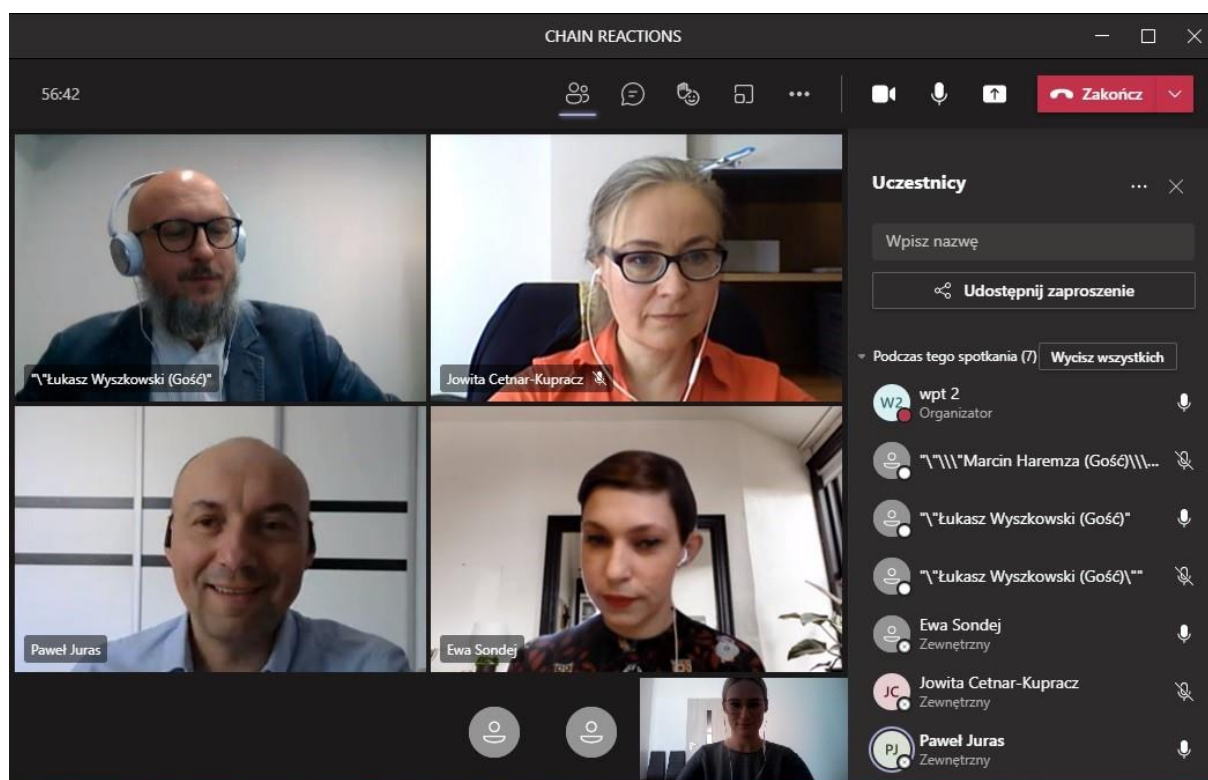 CHAIN REACTIONS
56:42
Zakończ
"\"Łukasz Wyszkowski (Gość)"
Jowita Cetnar-Kupracz
Paweł Juras
Ewa Sondej
Uczestnicy
Wpisz nazwę
Udostępnij zaproszenie
Podczas tego spotkania (7)
Wycisz wszystkich
W2
wpt 2
Organizator
"\"\\\"Marcin Haremza (Gość)\\\...
"\"Łukasz Wyszkowski (Gość)"
"\"Łukasz Wyszkowski (Gość)\""
Ewa Sondej
Zewnętrzny
JC
Jowita Cetnar-Kupracz
Zewnętrzny
PJ
Paweł Juras
Zewnętrzny